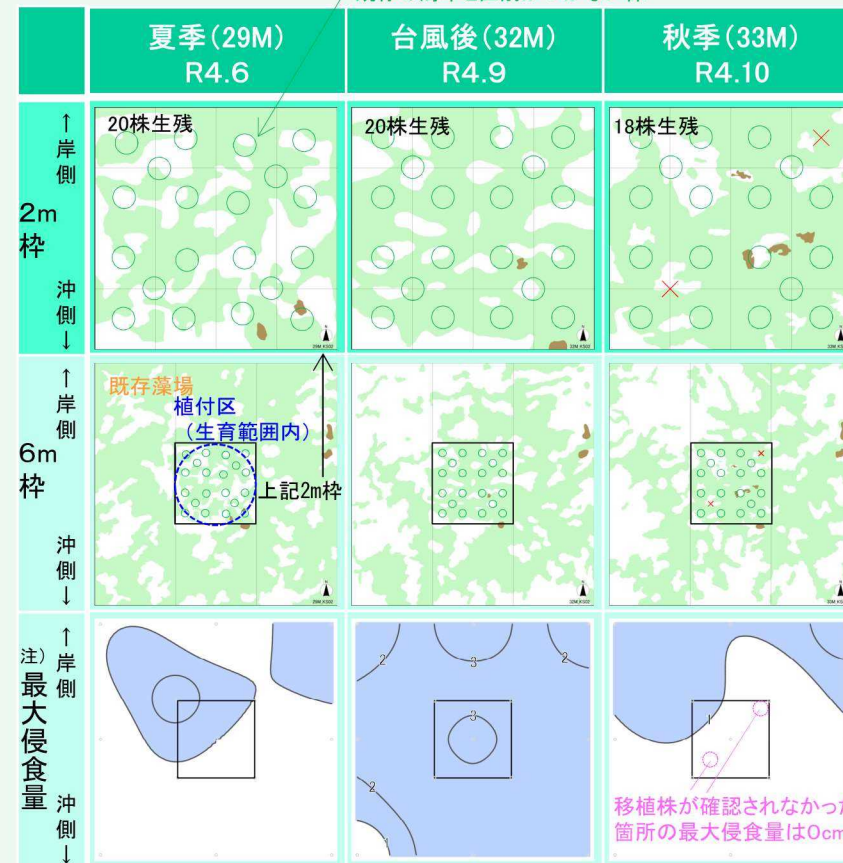 夏季(29M)
R4.6
台風後(32M)
R4.9
秋季(33M)
R4.10
↑
岸
側
2m
枠
沖
側
↓
20株生残
20株生残
18株生残
↑
岸
側
6m
枠
沖
側
↓
既存藻場
植付区
(生育範囲内)
上記2m枠
↑
岸
側
注)
最大侵食量
沖
側
↓
2
3
2
3
2
1
移植株が確認されなかった
箇所の最大侵食量は0cm